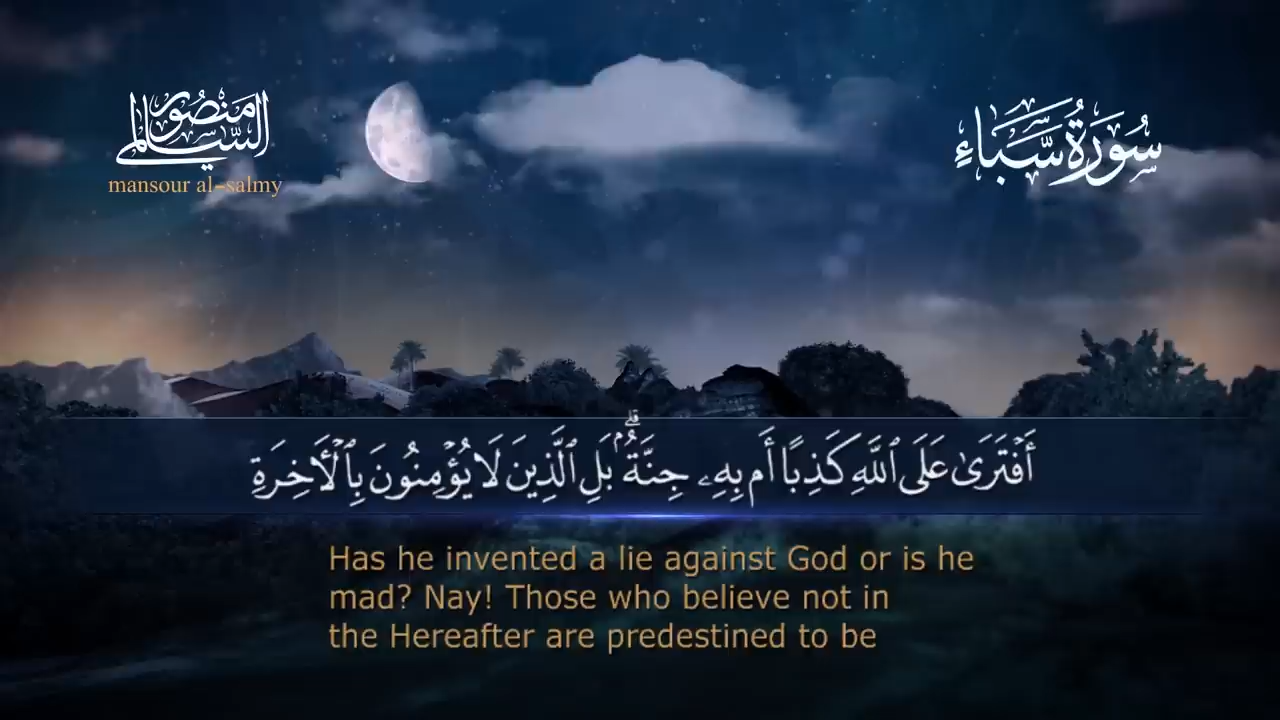 منصور
السالمي
mansour al-salmy
سُورَةُ سَبَاءٍ
أَفْتَرَىٰ عَلَى ٱللَّهِ كَذِبًا أَم بِهِۦ جِنَّةٌۢ ۗ بَلِ ٱلَّذِينَ لَا يُؤْمِنُونَ بِٱلْأَخِرَةِ
Has he invented a lie against God or is he
mad? Nay! Those who believe not in
the Hereafter are predestined to be